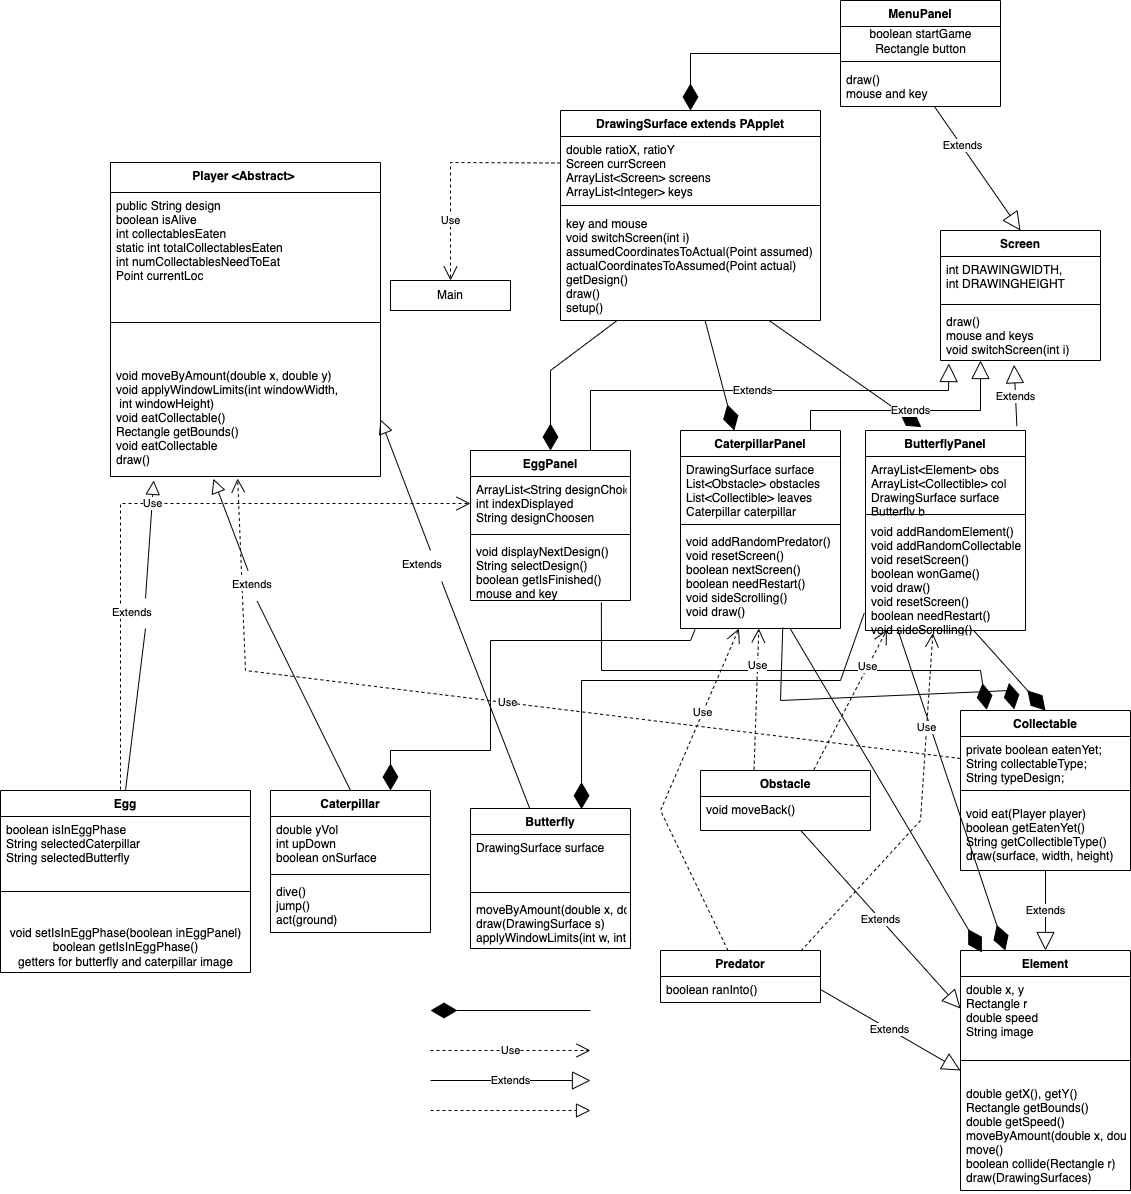 MenuPanel
boolean startGame
Rectangle button
draw()
mouse and key
DrawingSurface extends PApplet
double ratioX, ratioY
Screen currScreen
ArrayList<Screen> screens
ArrayList<Integer> keys
key and mouse
void switchScreen(int i)
assumedCoordinatesToActual(Point assumed)
actualCoordinatesToAssumed(Point actual)
getDesign()
draw()
setup()
Extends
Player <Abstract>
public String design
boolean isAlive
int collectablesEaten
static int totalCollectablesEaten
int numCollectablesNeedToEat
Point currentLoc
void moveByAmount(double x, double y)
void applyWindowLimits(int windowWidth,
int windowHeight)
void eatCollectable()
Rectangle getBounds()
void eatCollectable
draw()
Use
Main
Screen
int DRAWINGWIDTH,
int DRAWINGHEIGHT
draw()
mouse and keys
void switchScreen(int i)
Extends
Extends
Extends
EggPanel
ArrayList<String designChoi
int indexDisplayed
String designChoosen
void displayNextDesign()
String selectDesign()
boolean getIsFinished()
mouse and key
CaterpillarPanel
DrawingSurface surface
List<Obstacle> obstacles
List<Collectible> leaves
Caterpillar caterpillar
void addRandomPredator()
void resetScreen()
boolean nextScreen()
boolean needRestart()
void sideScrolling()
void draw()
ButterflyPanel
ArrayList<Element> obs
ArrayList<Collectible> col
DrawingSurface surface
Butterfly b
void addRandomElement()
void addRandomCollectable
void resetScreen()
boolean wonGame()
void draw()
void resetScreen()
boolean needRestart()
void sideScrolling()
Use
Extends
Extends
Extends
Use
Use
Use
Use
Use
Collectable
private boolean eatenYet;
String collectableType;
String typeDesign;
void eat(Player player)
boolean getEatenYet()
String getCollectibleType()
draw(surface, width, height)
Obstacle
void moveBack()
Egg
boolean isInEggPhase
String selectedCaterpillar
String selectedButterfly
void setIsInEggPhase(boolean inEggPanel)
boolean getIsInEggPhase()
getters for butterfly and caterpillar image
Caterpillar
double yVol
int upDown
boolean onSurface
dive()
jump()
act(ground)
Butterfly
DrawingSurface surface
moveByAmount(double x, do
draw(DrawingSurface s)
applyWindowLimits(int w, int
Extends
Extends
Predator
boolean ranInto()
Extends
Element
double x, y
Rectangle r
double speed
String image
double getX(), getY()
Rectangle getBounds()
double getSpeed()
moveByAmount(double x, dou
move()
boolean collide(Rectangle r)
draw(DrawingSurfaces)
Use
Extends